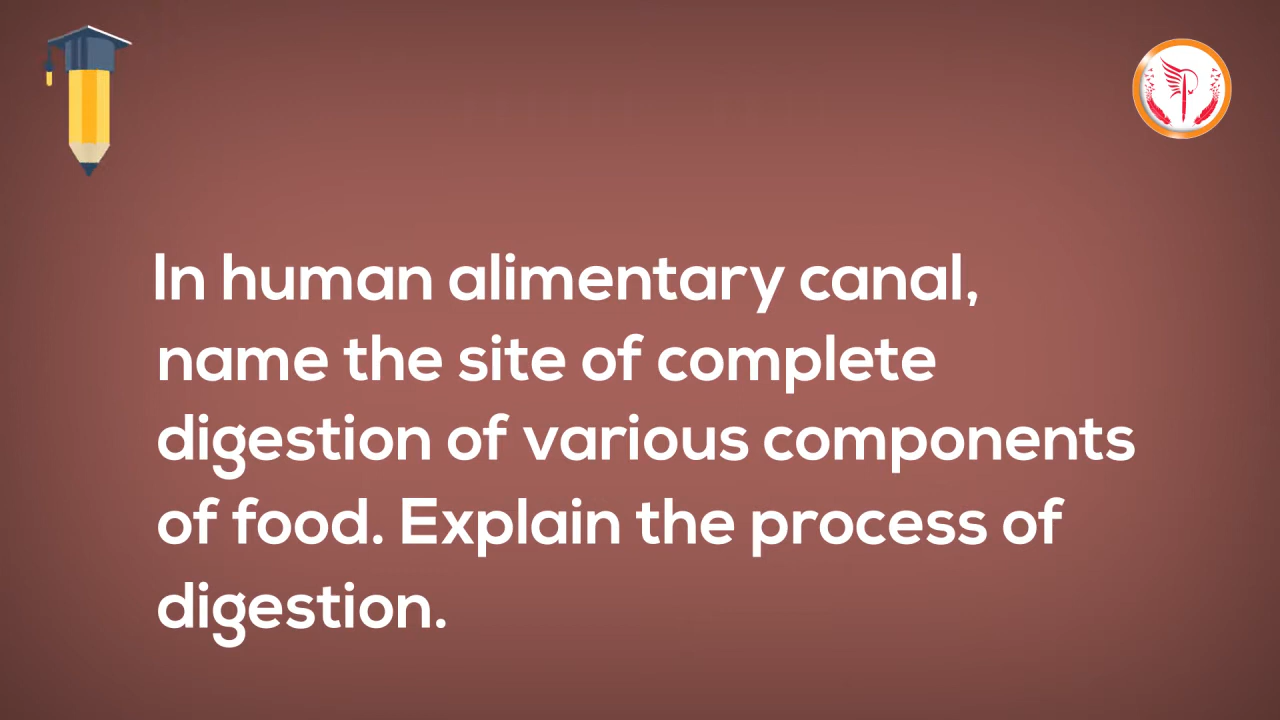 In human alimentary canal,
name the site of complete
digestion of various components
of food. Explain the process of
digestion.